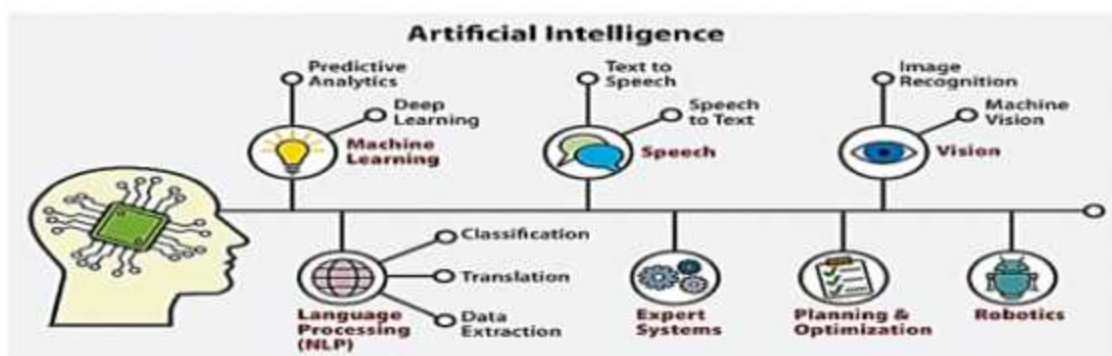 Artificial Intelligence
Predictive
Analytics
Deep
Learning
Machine
Learning
Text to
Speech
Speech
to Text
Speech
Image
Recognition
Machine
Vision
Vision
Classification
Translation
Data
Extraction
Language
Processing
(NLP)
Expert
Systems
Planning &
Optimization
Robotics